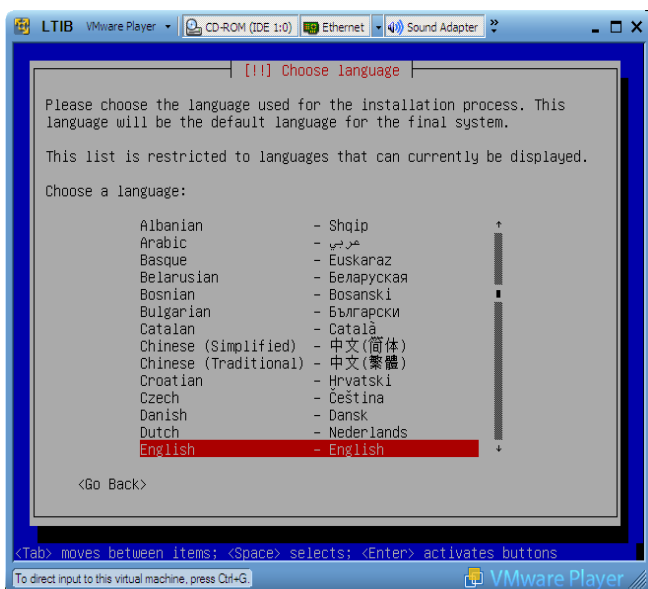 LTIB VMware Player CD-ROM (IDE 1:0) Ethernet Sound Adapter
[!!] Choose language
Please choose the language used for the installation process. This
language will be the default language for the final system.
This list is restricted to languages that can currently be displayed.
Choose a language:
Albanian - Shqip
Arabic - عربي
Basque - Euskaraz
Belarusian - Беларуская
Bosnian - Bosanski
Bulgarian - Български
Catalan - Català
Chinese (Simplified) - 中文(简体)
Chinese (Traditional) - 中文(繁體)
Croatian - Hrvatski
Czech - Čeština
Danish - Dansk
Dutch - Nederlands
English - English
<Go Back>
<Tab> moves between items; <Space> selects; <Enter> activates buttons
To direct input to this virtual machine, press Ctrl+G.
VMware Player